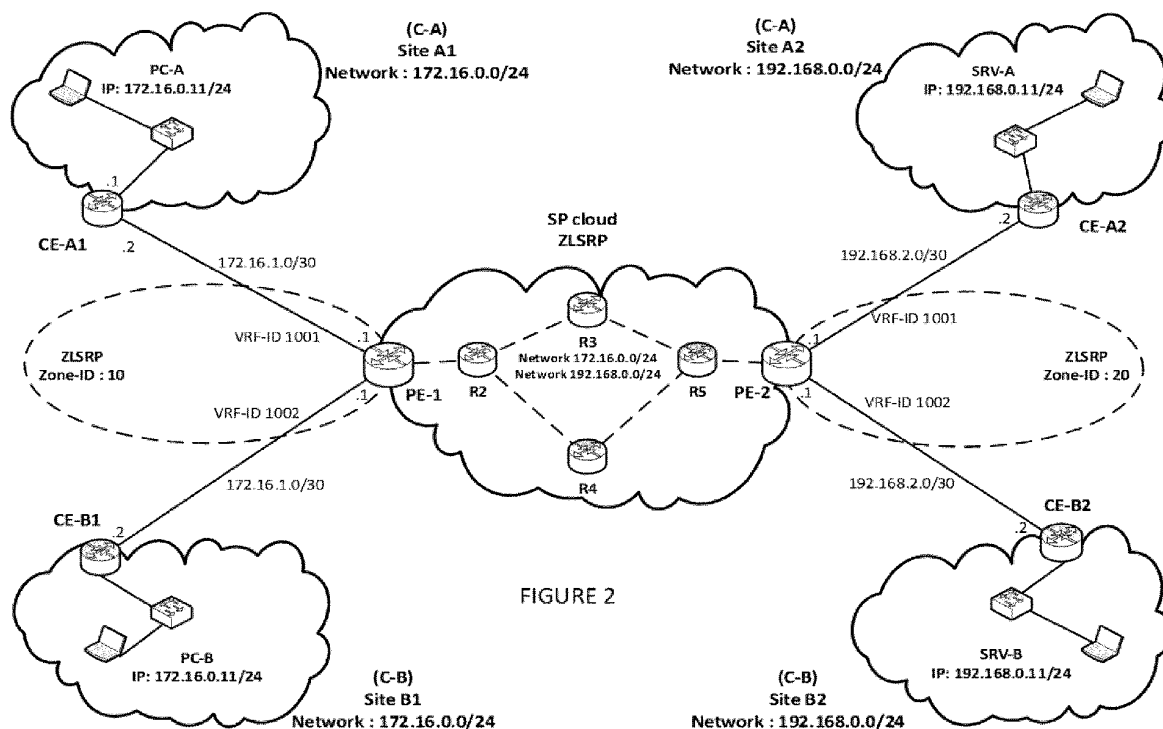 (C-A)
Site A1
Network : 172.16.0.0/24
(C-A)
Site A2
Network : 192.168.0.0/24
PC-A
IP: 172.16.0.11/24
SRV-A
IP: 192.168.0.11/24
.1
CE-A1
.2
.2
CE-A2
172.16.1.0/30
SP cloud
ZLSRP
192.168.2.0/30
VRF-ID 1001
.1
VRF-ID 1001
.1
ZLSRP
Zone-ID : 10
R3
Network 172.16.0.0/24
Network 192.168.0.0/24
ZLSRP
Zone-ID : 20
PE-1
R2
R5
PE-2
.1
.1
VRF-ID 1002
VRF-ID 1002
R4
172.16.1.0/30
192.168.2.0/30
CE-B1
.2
CE-B2
.2
FIGURE 2
PC-B
IP: 172.16.0.11/24
SRV-B
IP: 192.168.0.11/24
(C-B)
Site B1
Network : 172.16.0.0/24
(C-B)
Site B2
Network : 192.168.0.0/24